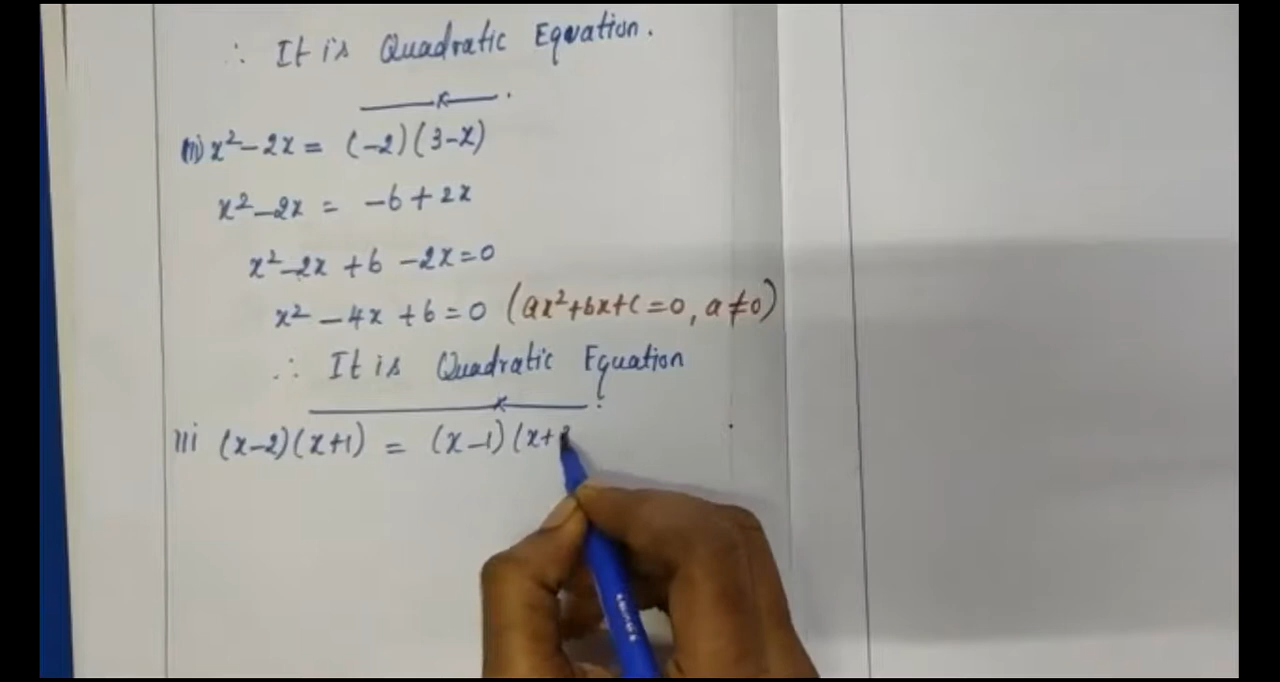 ∴ It is Quadratic Equation.
(ii) x² – 2x = (–2)(3–x)
x² – 2x = –6 + 2x
x² – 2x + 6 – 2x = 0
x² – 4x + 6 = 0 (ax²+bx+c=0, a≠0)
∴ It is Quadratic Equation
iii (x–2)(x+1) = (x–1)(x+